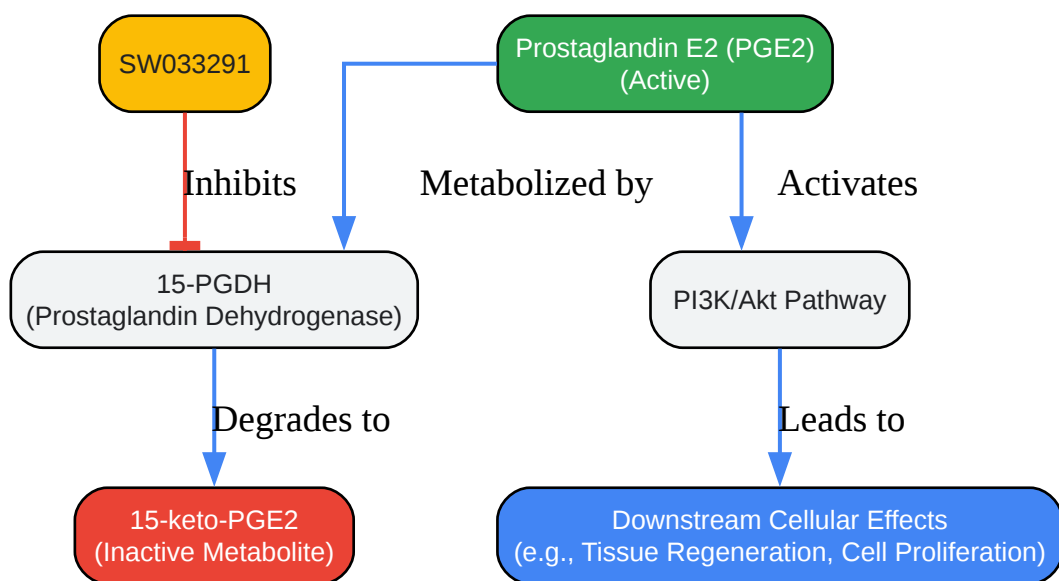 SW033291
Prostaglandin E2 (PGE2)
(Active)
Inhibits
Metabolized by
Activates
15-PGDH
(Prostaglandin Dehydrogenase)
PI3K/Akt Pathway
Degrades to
Leads to
15-keto-PGE2
(Inactive Metabolite)
Downstream Cellular Effects
(e.g., Tissue Regeneration, Cell Proliferation)